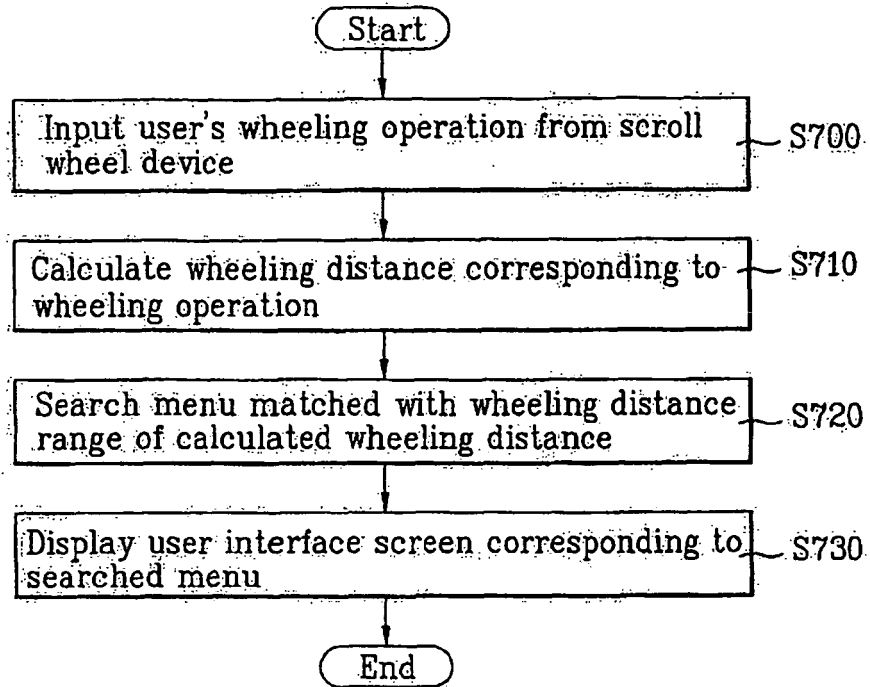 Start
Input user's wheeling operation from scroll
wheel device
S700
Calculate wheeling distance corresponding to
wheeling operation
S710
Search menu matched with wheeling distance
range of calculated wheeling distance
S720
Display user interface screen corresponding to
searched menu
S730
End